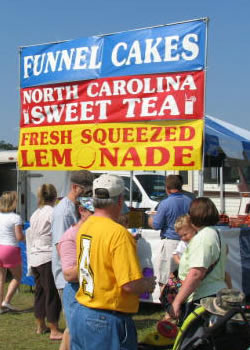 FUNNEL CAKES
NORTH CAROLINA
SWEET TEA
FRESH SQUEEZED
LEMONADE